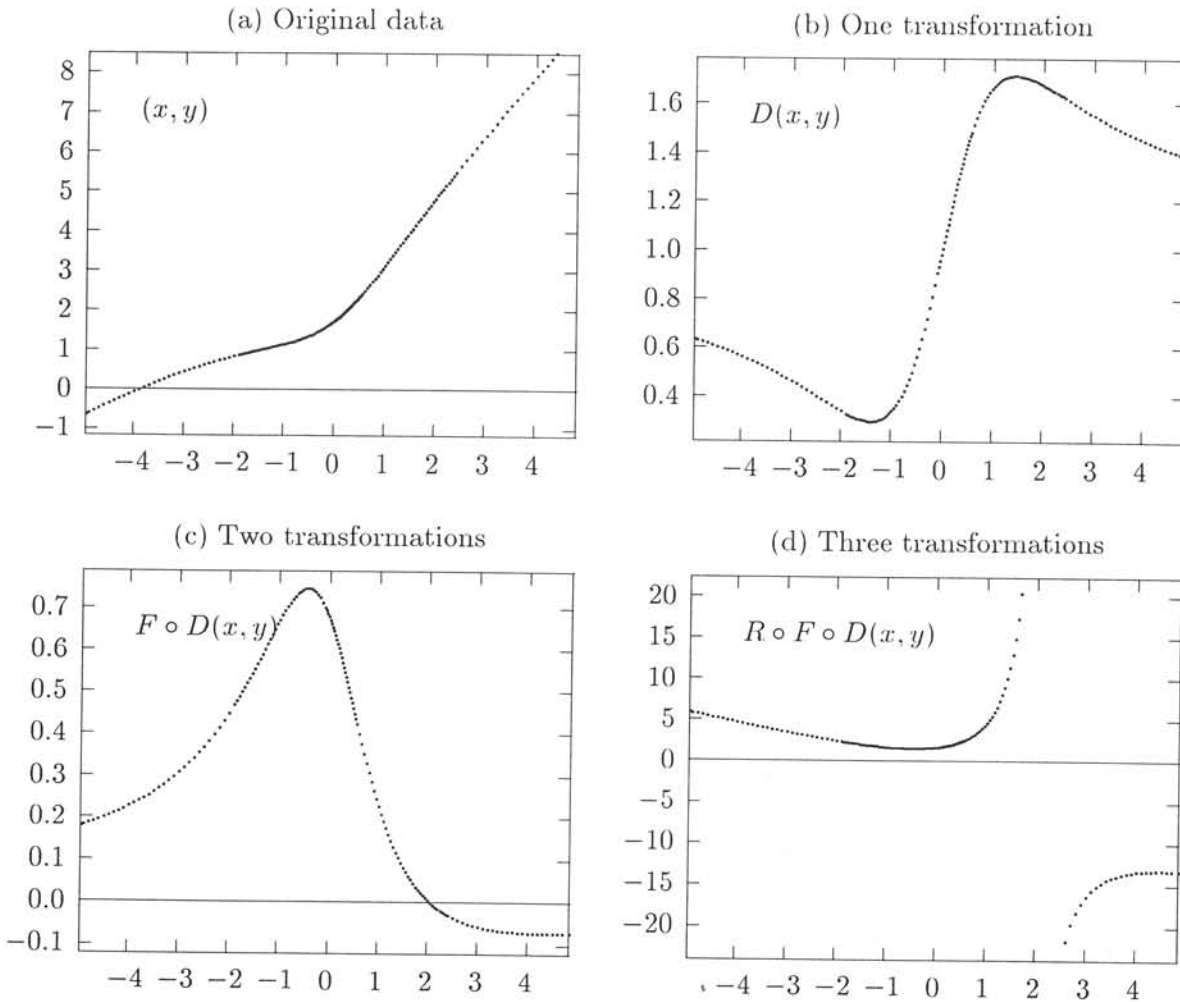 (a) Original data
(x, y)
8
7
6
5
4
3
2
1
0
−1
−4 −3 −2 −1 0 1 2 3 4
(b) One transformation
D(x, y)
1.6
1.4
1.2
1.0
0.8
0.6
0.4
−4 −3 −2 −1 0 1 2 3 4
(c) Two transformations
F ∘ D(x, y)
0.7
0.6
0.5
0.4
0.3
0.2
0.1
0.0
−0.1
−4 −3 −2 −1 0 1 2 3 4
(d) Three transformations
R ∘ F ∘ D(x, y)
20
15
10
5
0
−5
−10
−15
−20
−4 −3 −2 −1 0 1 2 3 4